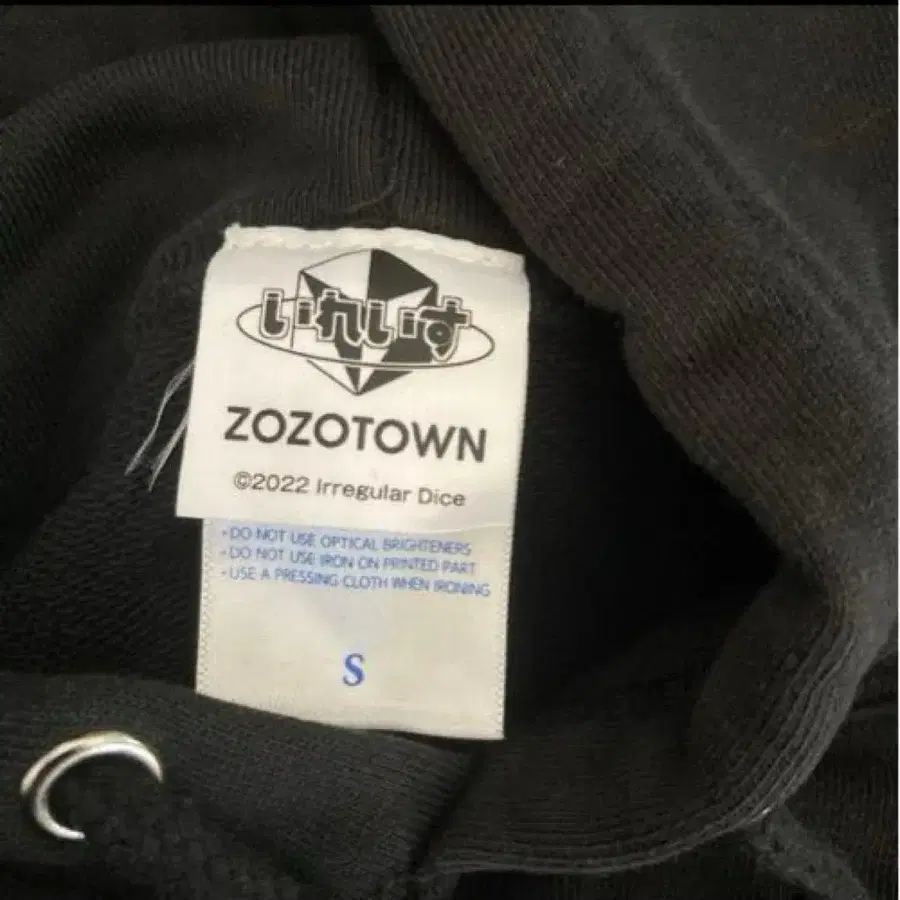 いれいす
ZOZOTOWN
©2022 Irregular Dice
・DO NOT USE OPTICAL BRIGHTENERS
・DO NOT USE IRON ON PRINTED PART
・USE A PRESSING CLOTH WHEN IRONING
S